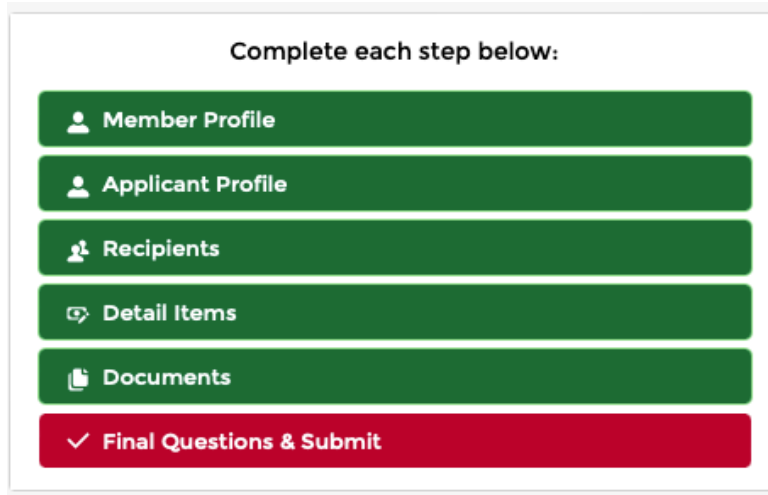 Complete each step below:
Member Profile
Applicant Profile
Recipients
Detail Items
Documents
Final Questions & Submit